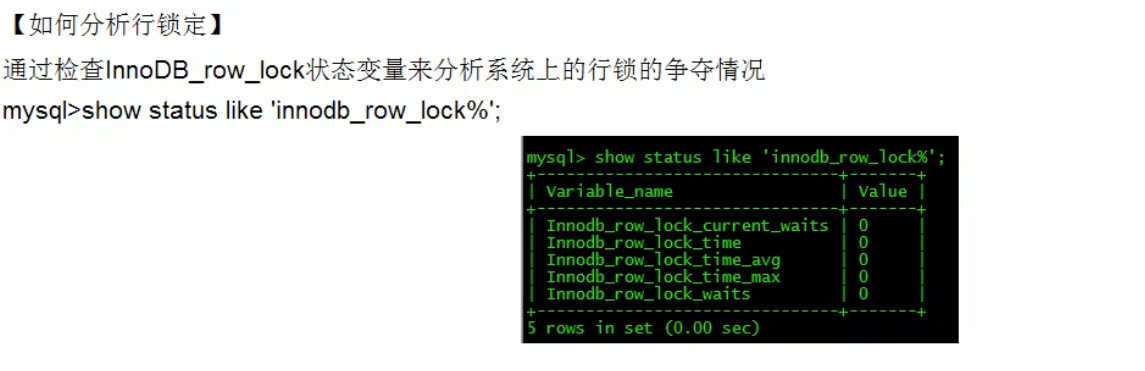 【如何分析行锁定】
通过检查InnoDB_row_lock状态变量来分析系统上的行锁的争夺情况
mysql>show status like 'innodb_row_lock%';
mysql> show status like 'innodb_row_lock%';
+-------------------------------+-------+
| Variable_name | Value |
+-------------------------------+-------+
| Innodb_row_lock_current_waits | 0 |
| Innodb_row_lock_time | 0 |
| Innodb_row_lock_time_avg | 0 |
| Innodb_row_lock_time_max | 0 |
| Innodb_row_lock_waits | 0 |
+-------------------------------+-------+
5 rows in set (0.00 sec)